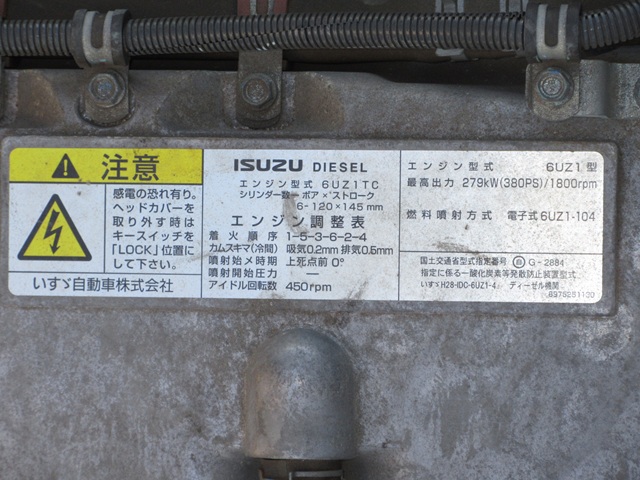 注意
感電の恐れ有り。
ヘッドカバーを
取り外す時は
キースイッチを
「LOCK」位置に
して下さい。
いすゞ自動車株式会社
ISUZU DIESEL
エンジン型式 6UZ1TC
シリンダー数ー ボア × ストローク
6-120×145mm
エンジン調整表
着火順序 1-5-3-6-2-4
カムスキマ(冷間) 吸気0.2mm 排気0.5mm
噴射始メ時期 上死点前 0°
噴射開始圧力 —
アイドル回転数 450rpm
エンジン型式 6UZ1型
最高出力 279kW(380PS)/1800rpm
燃料噴射方式 電子式6UZ1-104
国土交通省型式指定番号 自 G-2884
指定に係る一酸化炭素等発散防止装置型式
いすゞH28-IDC-6UZ1-4 ディーゼル機関